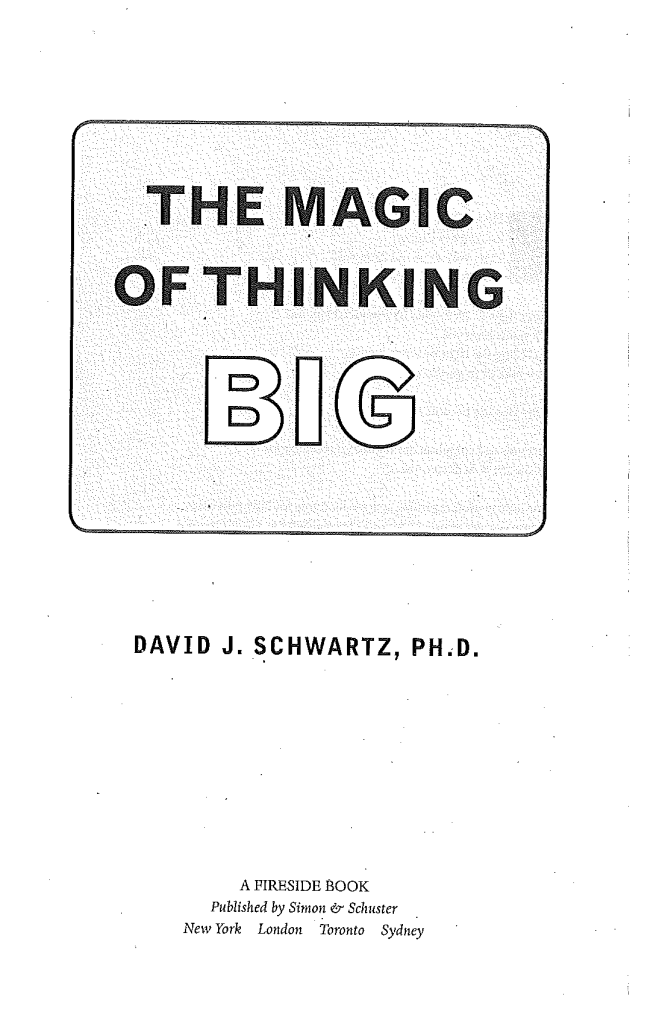 THE MAGIC
OF THINKING
BIG
DAVID J. SCHWARTZ, PH.D.
A FIRESIDE BOOK
Published by Simon & Schuster
New York London Toronto Sydney